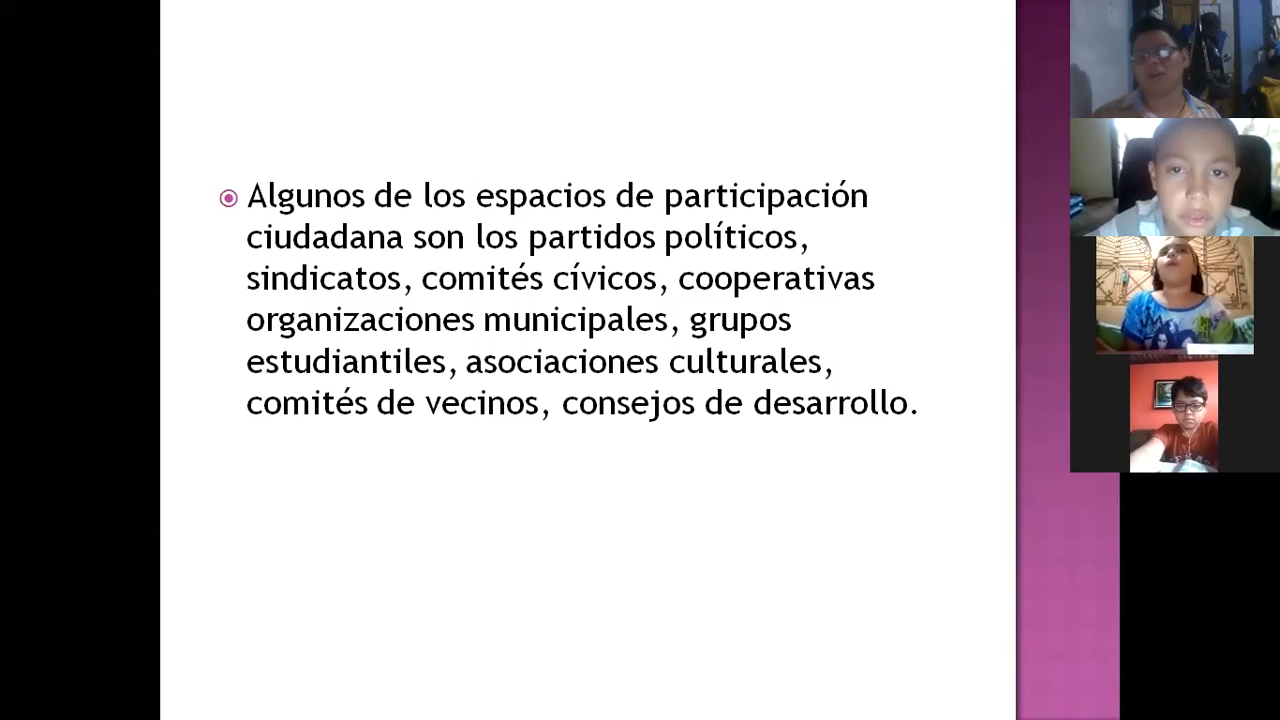 Algunos de los espacios de participación
ciudadana son los partidos políticos,
sindicatos, comités cívicos, cooperativas
organizaciones municipales, grupos
estudiantiles, asociaciones culturales,
comités de vecinos, consejos de desarrollo.